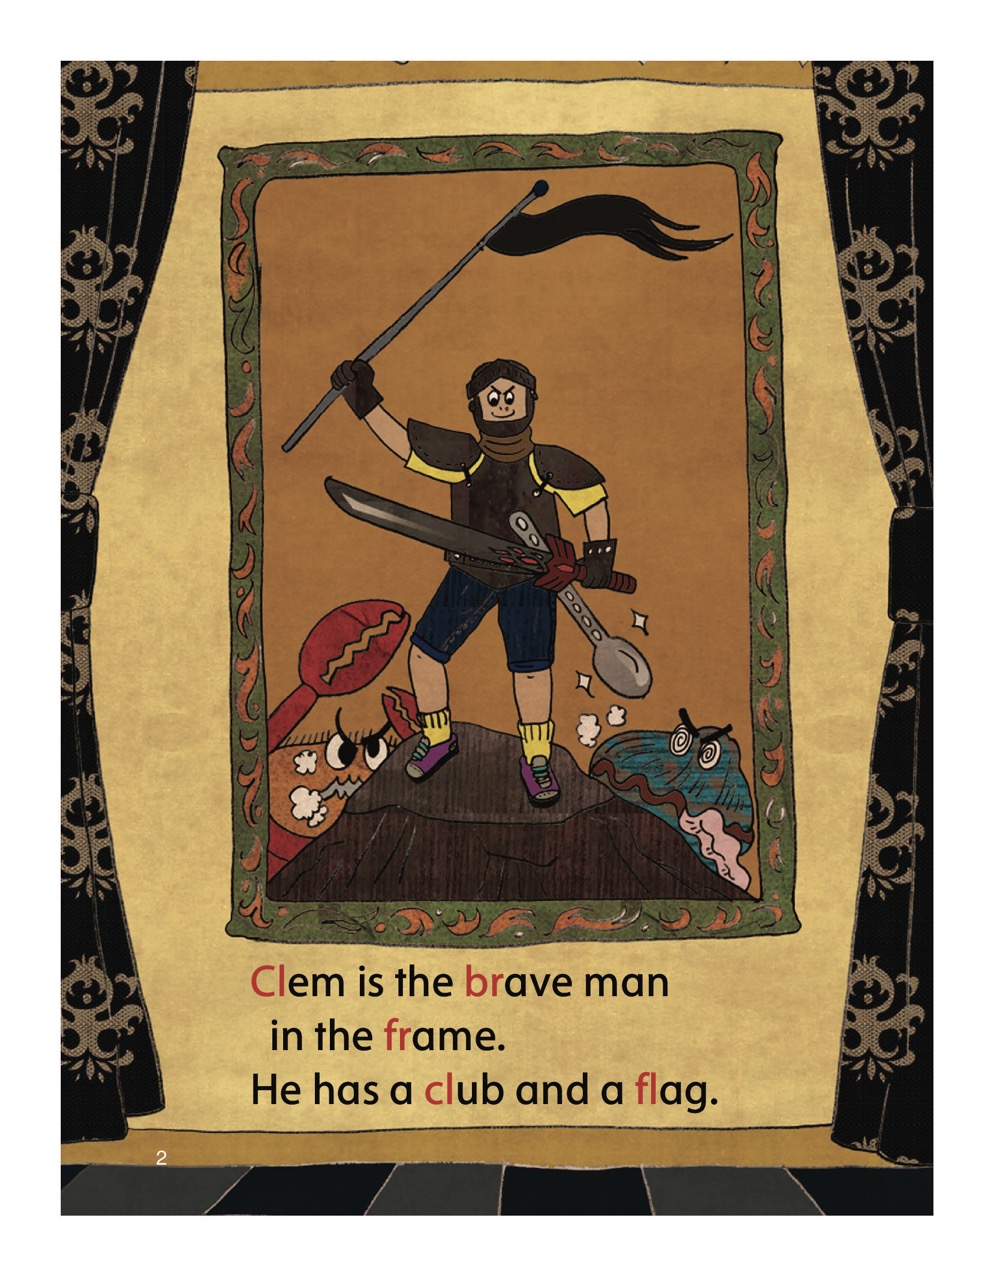 Clem is the brave man
in the frame.
He has a club and a flag.
2